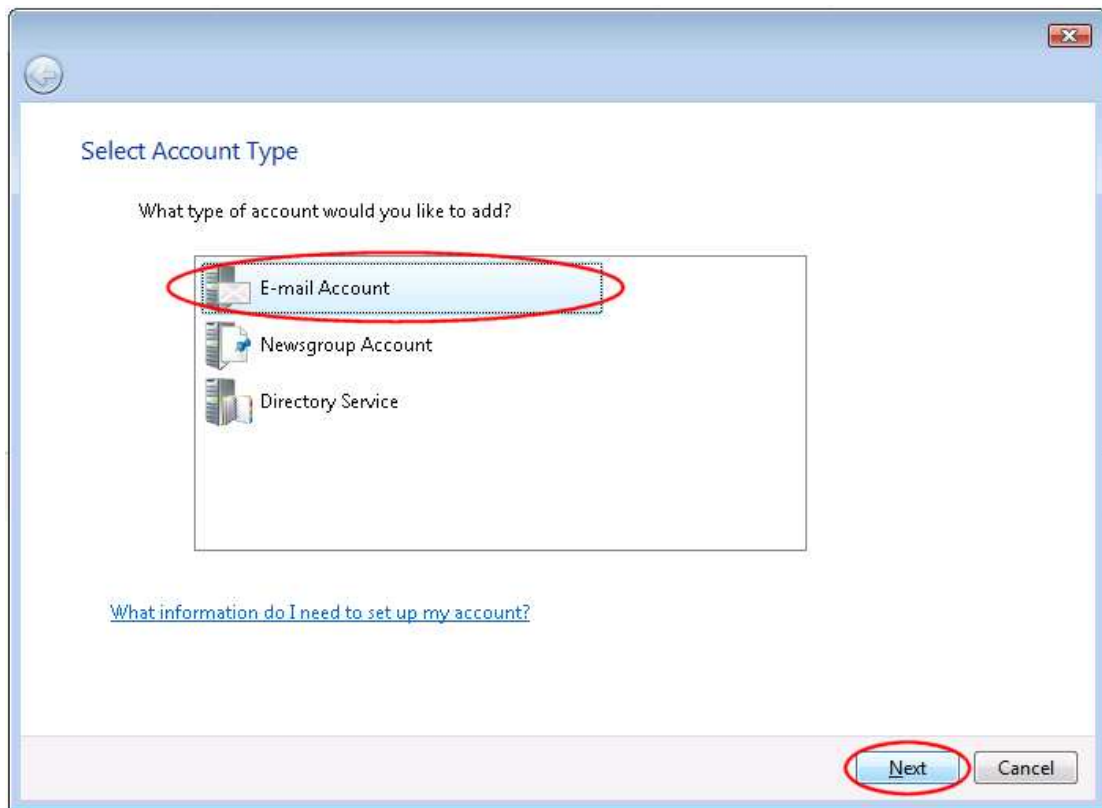 Select Account Type
What type of account would you like to add?
E-mail Account
Newsgroup Account
Directory Service
What information do I need to set up my account?
Next
Cancel